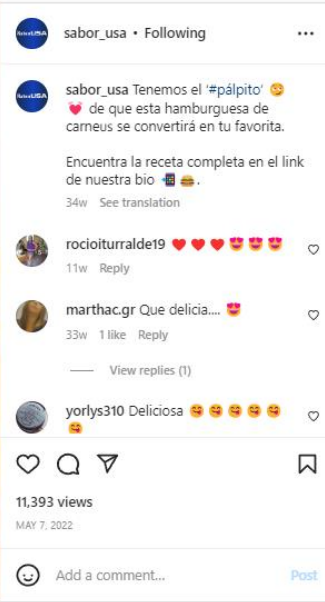 sabor_usa • Following
sabor_usa Tenemos el '#pálpito' 😏
💓 de que esta hamburguesa de
carneus se convertirá en tu favorita.
Encuentra la receta completa en el link
de nuestra bio 📲 🍔.
34w See translation
rocioiturralde19 ❤️ ❤️ ❤️ 😍 😍 😍
11w Reply
marthac.gr Que delicia.... 😍
33w 1 like Reply
View replies (1)
yorlys310 Deliciosa 😋 😋 😋 😋 😋
😋
11,393 views
MAY 7, 2022
Add a comment...
Post